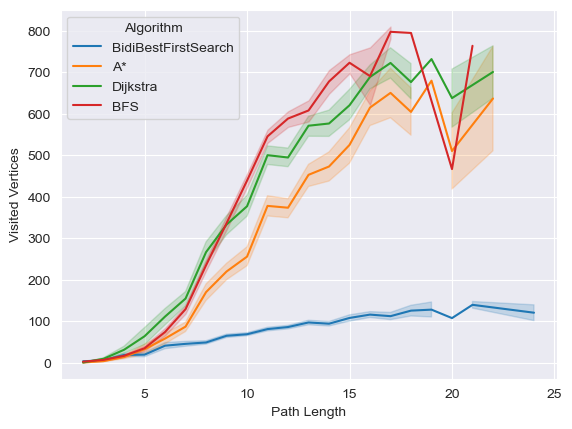 Algorithm
BidiBestFirstSearch
A*
Dijkstra
BFS
800
700
600
500
400
300
200
100
0
Visited Vertices
5
10
15
20
25
Path Length